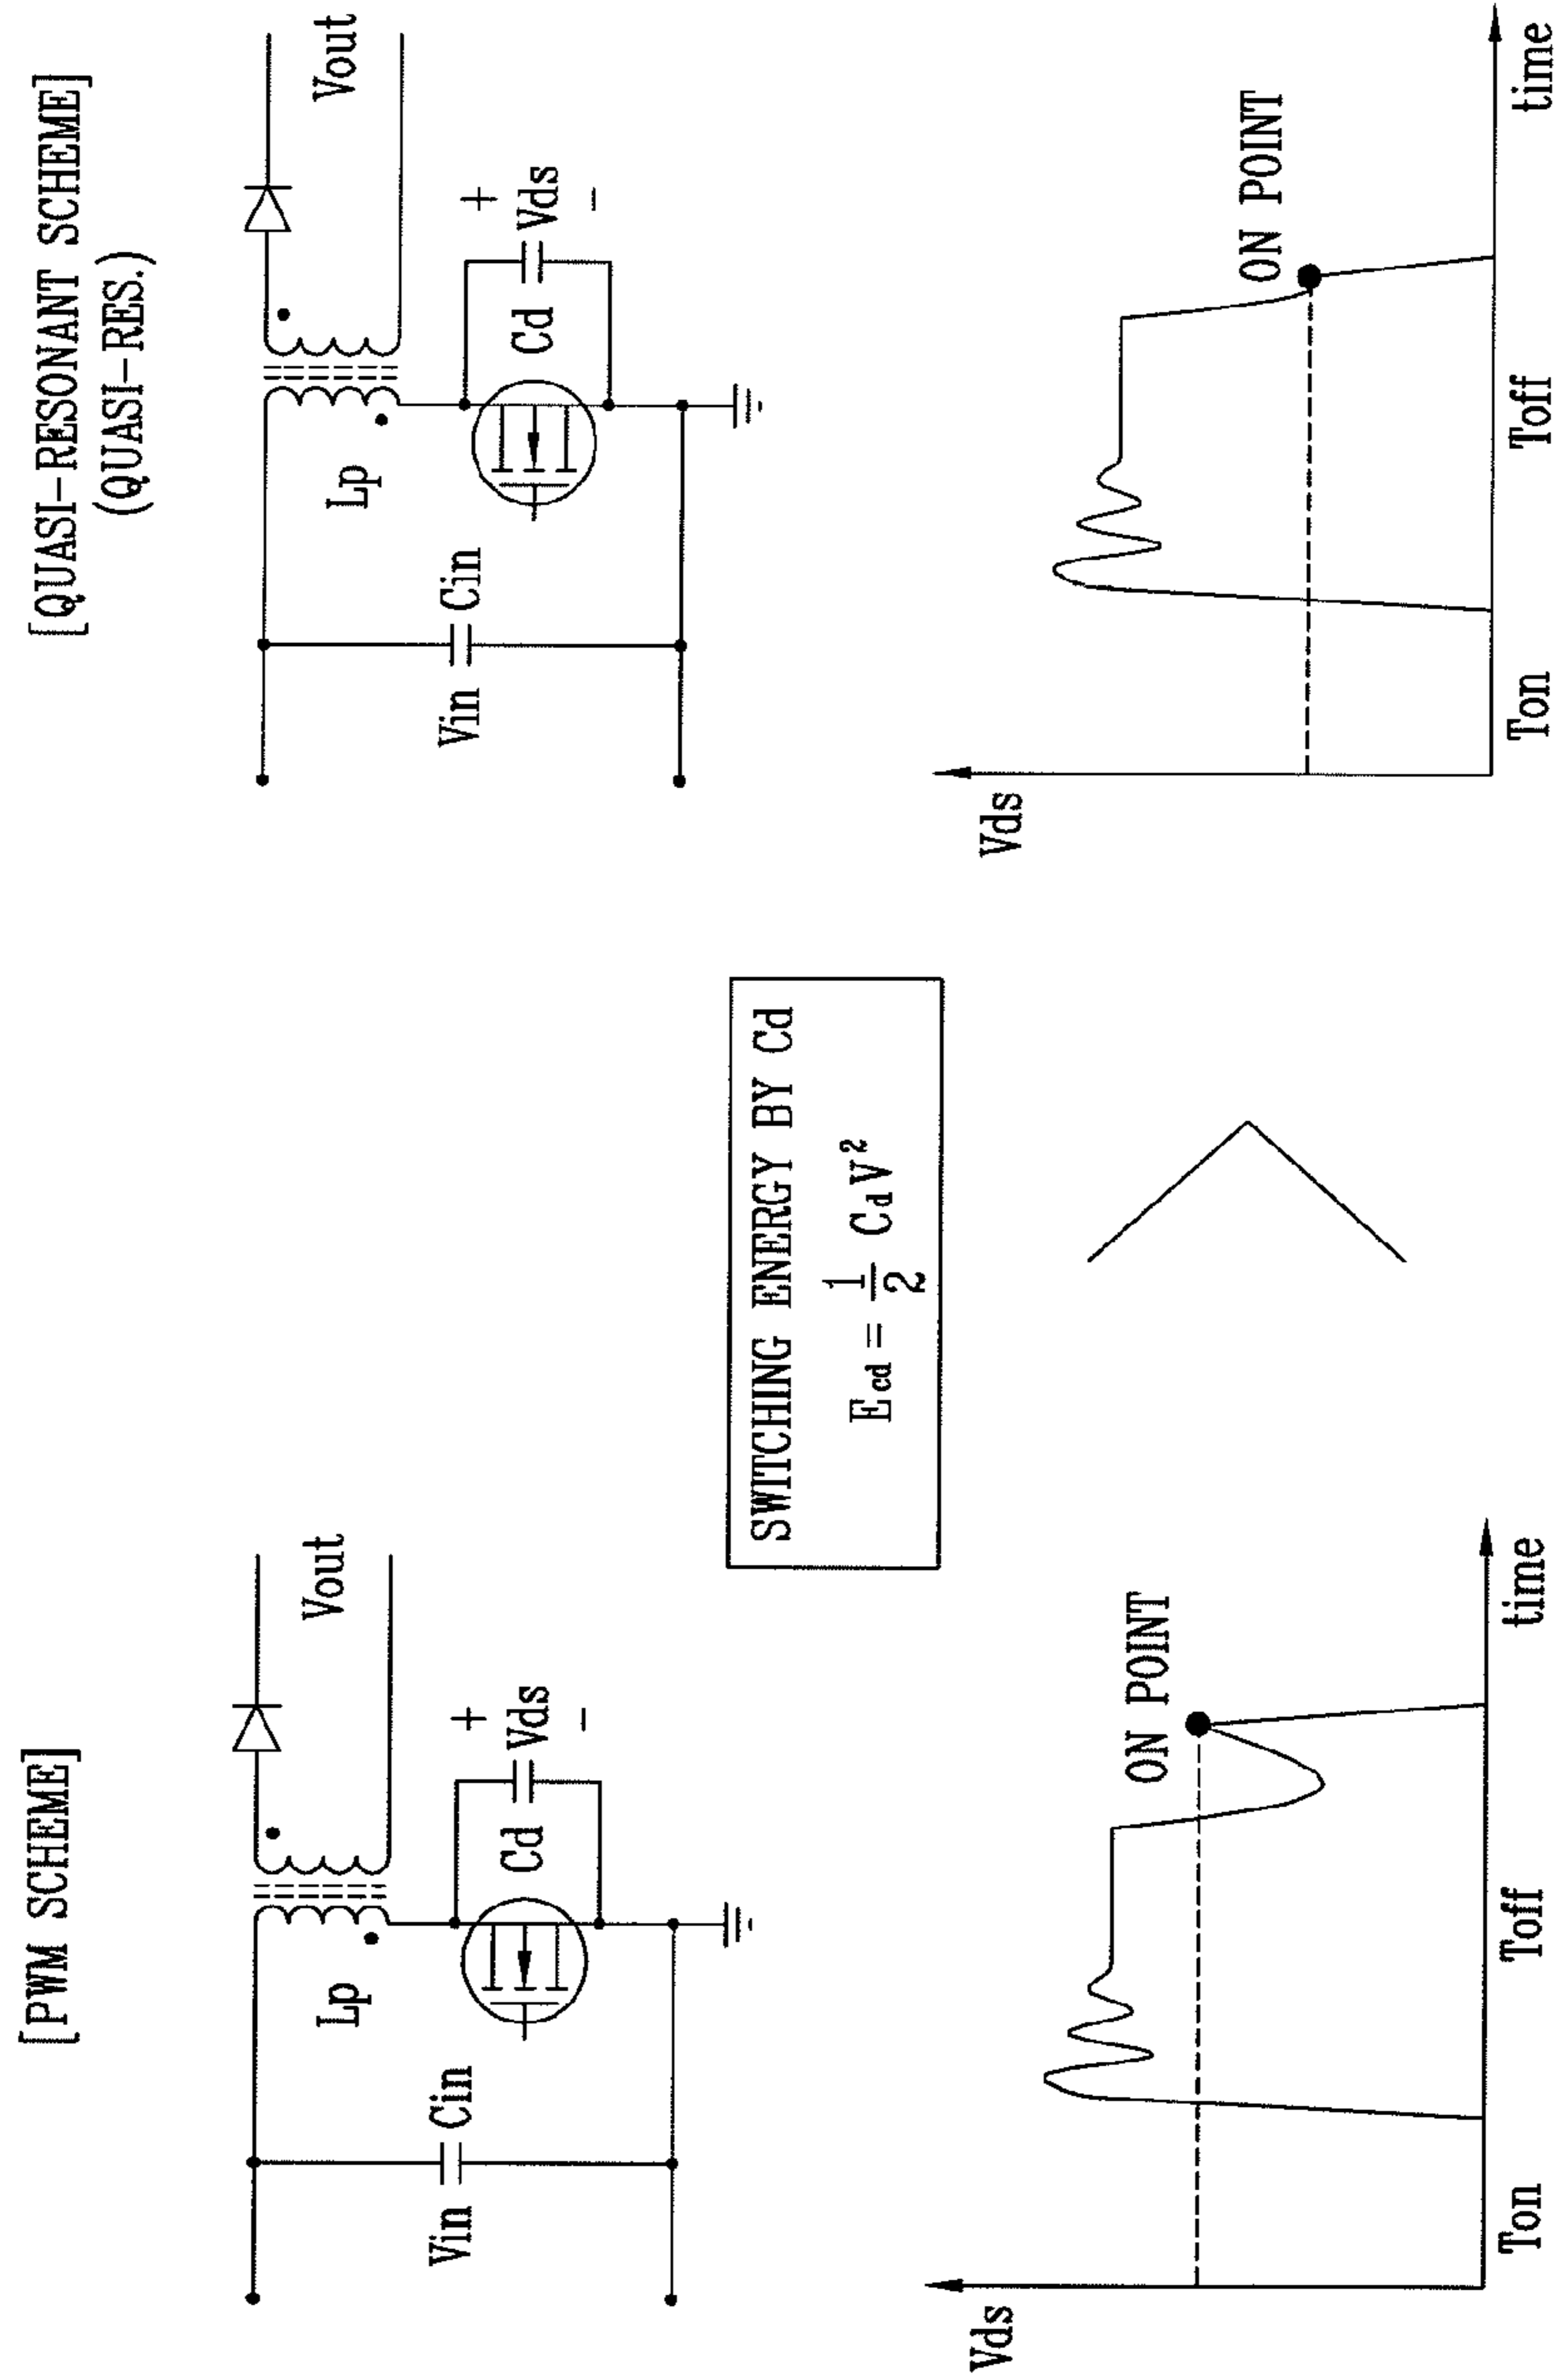 [PWM SCHEME]
Vin
Cin
Lp
Cd
+
Vds
−
Vout
Vds
ON POINT
Ton
Toff
time
SWITCHING ENERGY BY Cd
Ecd = 1/2 CdV²
[QUASI-RESONANT SCHEME]
(QUASI-RES.)
Vin
Cin
Lp
Cd
+
Vds
−
Vout
Vds
ON POINT
Ton
Toff
time